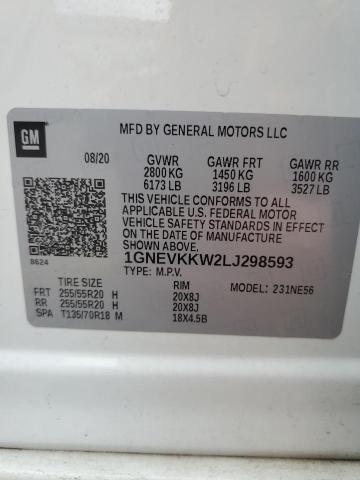 GM
MFD BY GENERAL MOTORS LLC
08/20 GVWR GAWR FRT GAWR RR
2800 KG 1450 KG 1600 KG
6173 LB 3196 LB 3527 LB
THIS VEHICLE CONFORMS TO ALL
APPLICABLE U.S. FEDERAL MOTOR
VEHICLE SAFETY STANDARDS IN EFFECT
ON THE DATE OF MANUFACTURE SHOWN ABOVE.
1GNEVKKW2LJ298593
8624 TYPE: M.P.V.
TIRE SIZE RIM MODEL: 231NE56
FRT 255/55R20 H 20X8J
RR 255/55R20 H 20X8J
SPA T135/70R18 M 18X4.5B